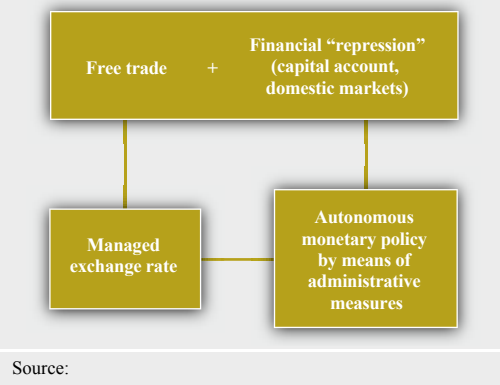 Free trade + Financial “repression”
(capital account,
domestic markets)
Managed
exchange rate
Autonomous
monetary policy
by means of
administrative
measures
Source: